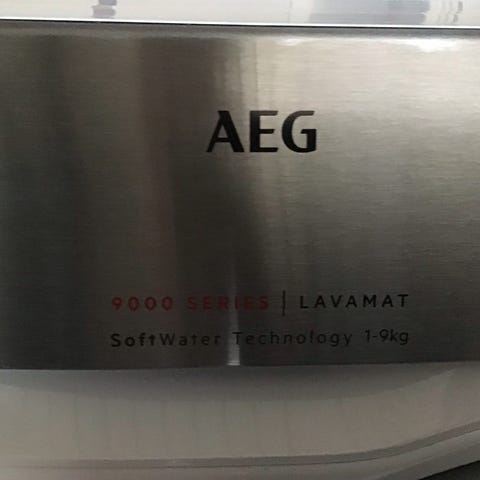 AEG
9000 SERIES | LAVAMAT
SoftWater Technology 1-9kg